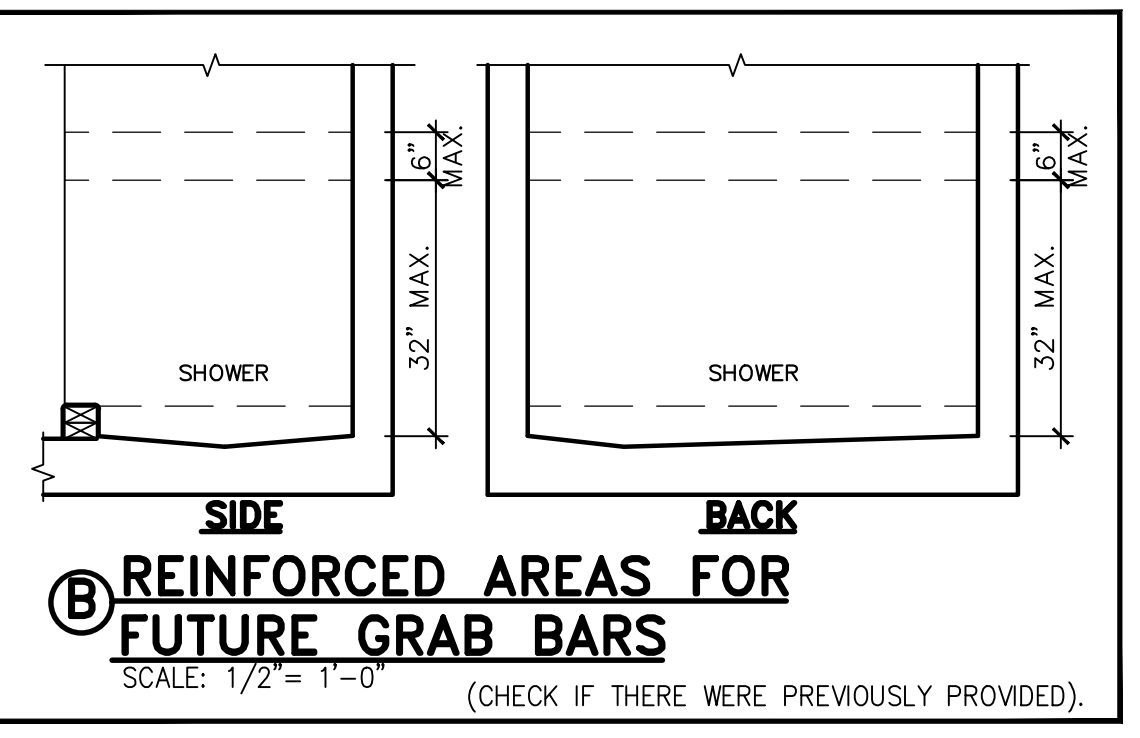 6" MAX.
32" MAX.
SHOWER
SIDE
6" MAX.
32" MAX.
SHOWER
BACK
B
REINFORCED AREAS FOR
FUTURE GRAB BARS
SCALE: 1/2"= 1'-0"
(CHECK IF THERE WERE PREVIOUSLY PROVIDED).